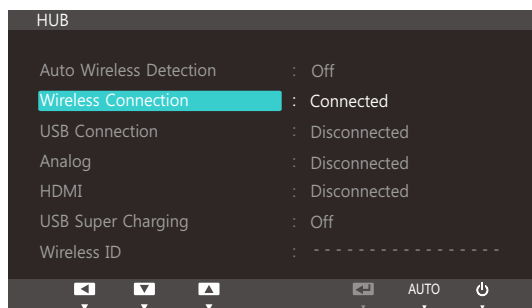 HUB
Auto Wireless Detection : Off
Wireless Connection : Connected
USB Connection : Disconnected
Analog : Disconnected
HDMI : Disconnected
USB Super Charging : Off
Wireless ID : - - - - - - - - - - - - - - - - -
AUTO